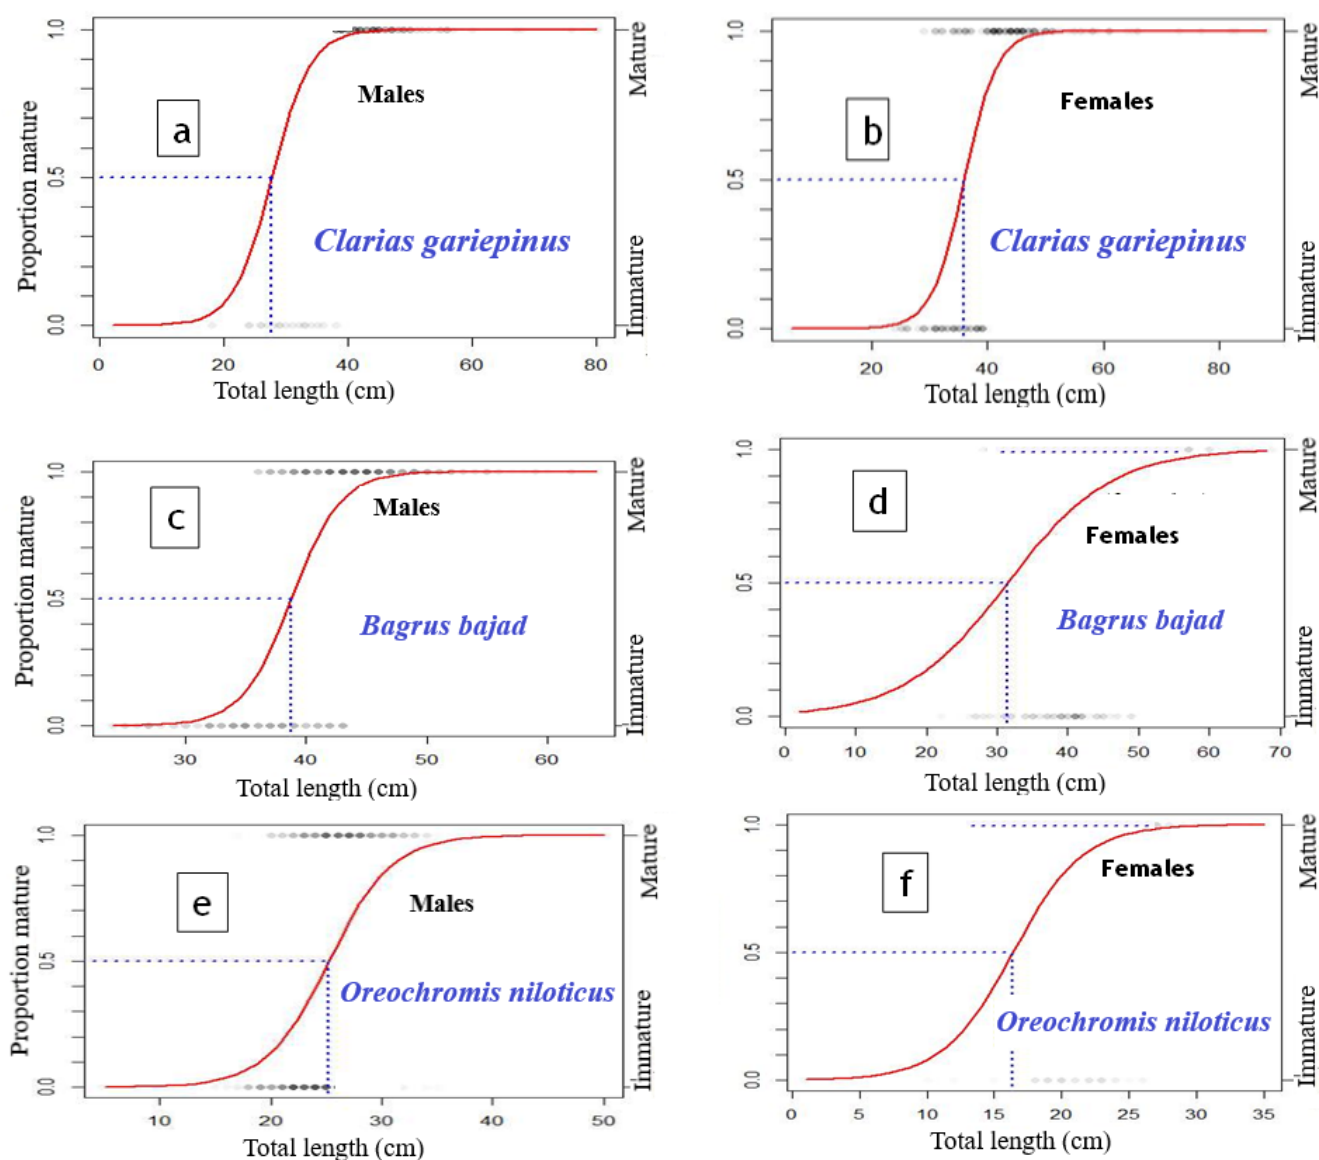 1.0
0.5
0.0
Proportion mature
a
Males
Clarias gariepinus
Mature
Immature
0 20 40 60 80
Total length (cm)
1.0
0.5
0.0
b
Females
Clarias gariepinus
Mature
Immature
20 40 60 80
Total length (cm)
1.0
0.5
0.0
Proportion mature
c
Males
Bagrus bajad
Mature
Immature
30 40 50 60
Total length (cm)
1.0
0.5
0.0
d
Females
Bagrus bajad
Mature
Immature
0 10 20 30 40 50 60 70
Total length (cm)
1.0
0.5
0.0
Proportion mature
e
Males
Oreochromis niloticus
Mature
Immature
10 20 30 40 50
Total length (cm)
1.0
0.5
0.0
f
Females
Oreochromis niloticus
Mature
Immature
0 5 10 15 20 25 30 35
Total length (cm)